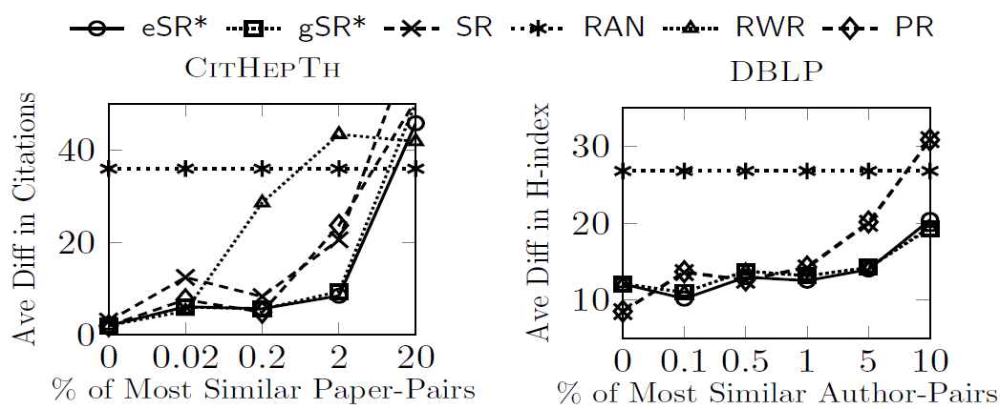 eSR* gSR* SR RAN RWR PR
CitHepTh
Ave Diff in Citations
40
20
0
0 0.02 0.2 2 20
% of Most Similar Paper-Pairs
DBLP
Ave Diff in H-index
30
20
10
0 0.1 0.5 1 5 10
% of Most Similar Author-Pairs